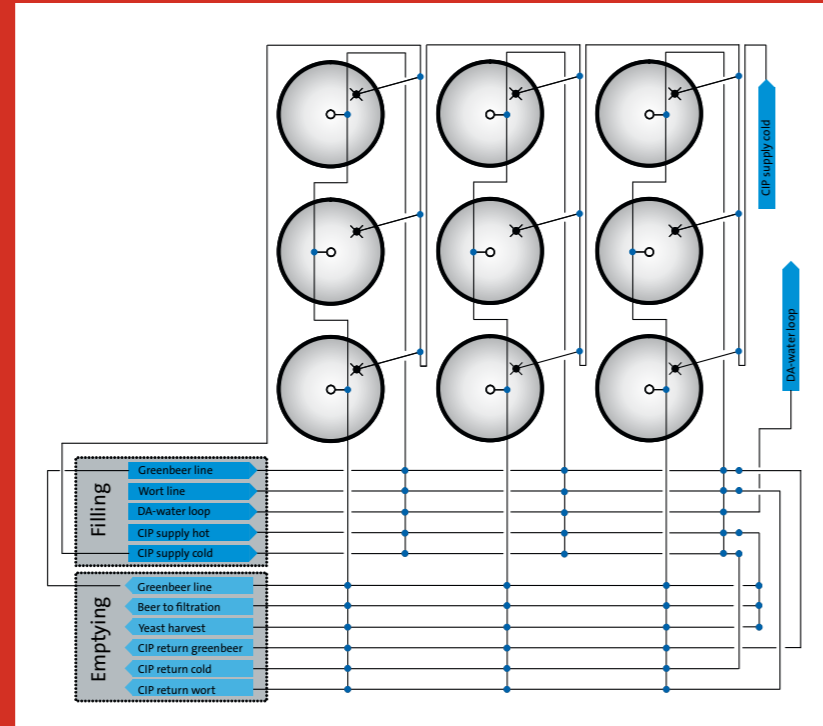 CIP supply cold
DA-water loop
Filling
Greenbeer line
Wort line
DA-water loop
CIP supply hot
CIP supply cold
Emptying
Greenbeer line
Beer to filtration
Yeast harvest
CIP return greenbeer
CIP return cold
CIP return wort